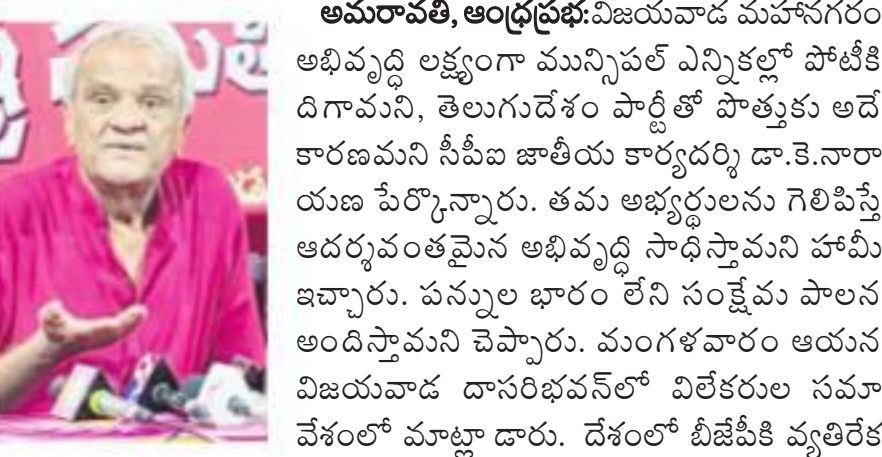 అమరావతి, ఆంధ్రప్రభ:విజయవాడ మహానగరం
అభివృద్ధి లక్ష్యంగా మున్సిపల్ ఎన్నికల్లో పోటీకి
దిగామని, తెలుగుదేశం పార్టీతో పొత్తుకు అదే
కారణమని సీపీఐ జాతీయ కార్యదర్శి డా.కె.నారా
యణ పేర్కొన్నారు. తమ అభ్యర్థులను గెలిపిస్తే
ఆదర్శవంతమైన అభివృద్ధి సాధిస్తామని హామీ
ఇచ్చారు. పన్నుల భారం లేని సంక్షేమ పాలన
అందిస్తామని చెప్పారు. మంగళవారం ఆయన
విజయవాడ దాసరిభవన్‌లో విలేకరుల సమా
వేశంలో మాట్లా డారు. దేశంలో బీజేపీకి వ్యతిరేక